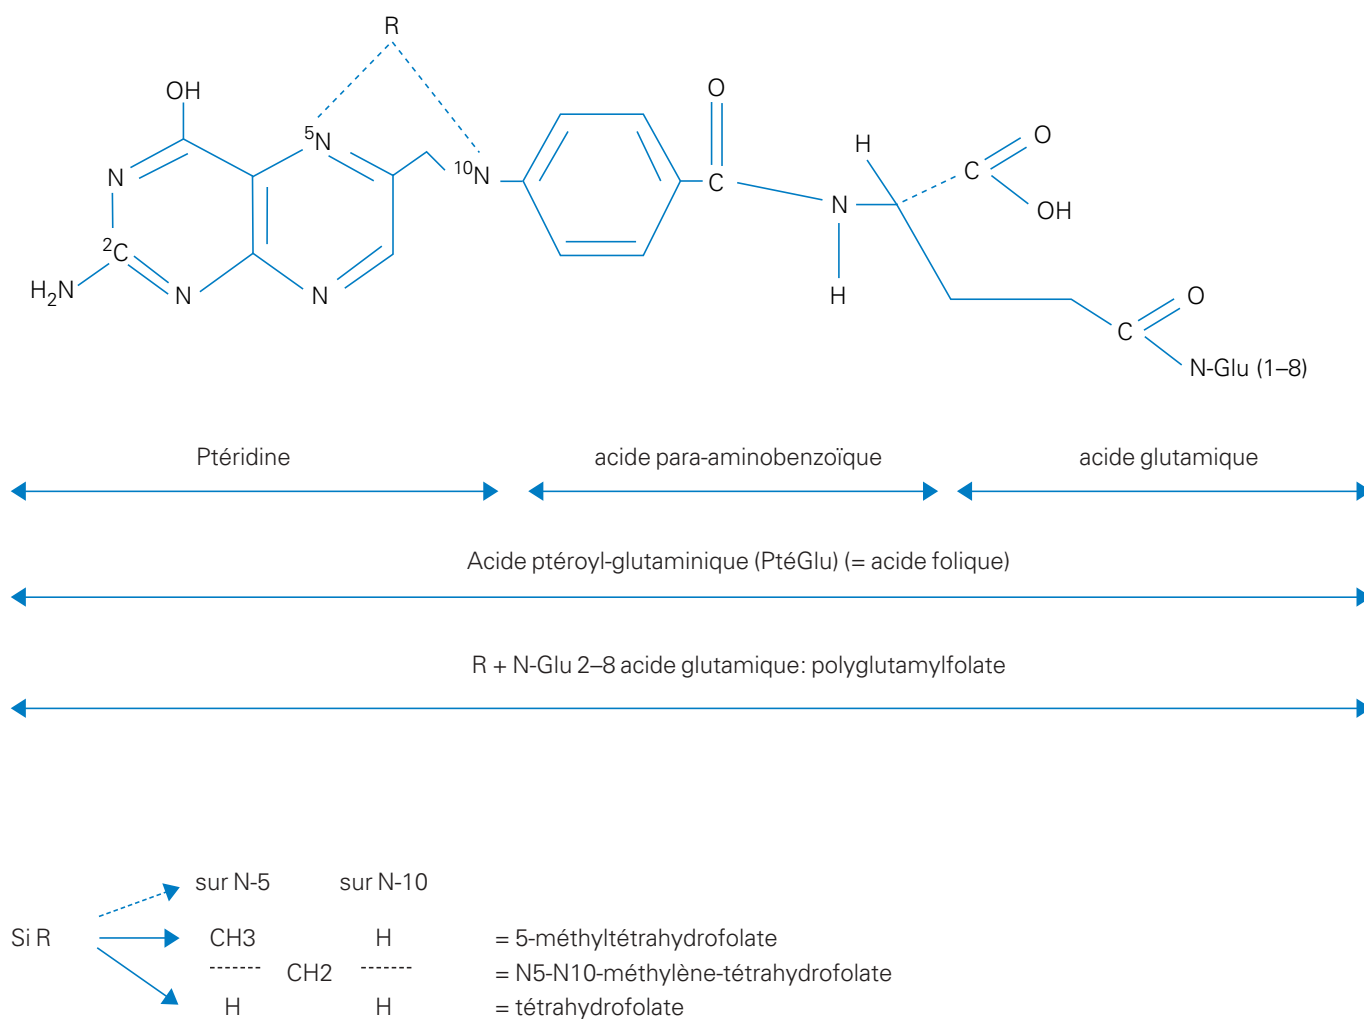 R
OH
O
5N
H
O
N
10N
C
C
N
OH
2C
H2N
N
N
H
O
C
N-Glu (1–8)
Ptéridine
acide para-aminobenzoïque
acide glutamique
Acide ptéroyl-glutaminique (PtéGlu) (= acide folique)
R + N-Glu 2–8 acide glutamique: polyglutamylfolate
sur N-5 sur N-10
Si R CH3 H = 5-méthyltétrahydrofolate
CH2 = N5-N10-méthylène-tétrahydrofolate
H H = tétrahydrofolate